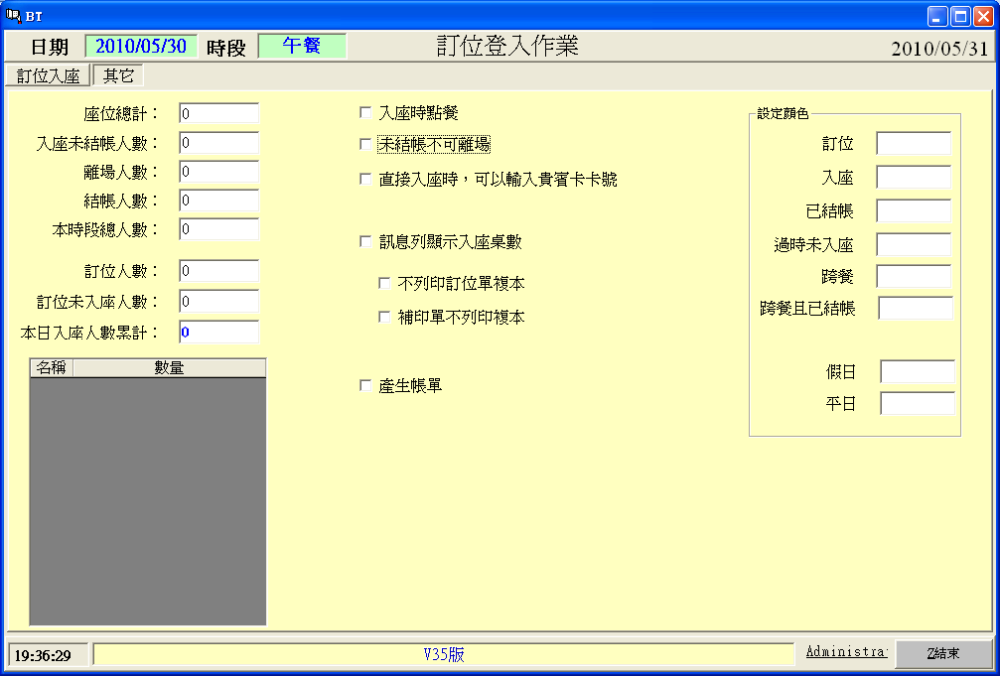 BT
日期 2010/05/30 時段 午餐 訂位登入作業 2010/05/31
訂位入座 其它
座位總計： 0
入座未結帳人數： 0
離場人數： 0
結帳人數： 0
本時段總人數： 0
訂位人數： 0
訂位未入座人數： 0
本日入座人數累計： 0
名稱 數量
入座時點餐
未結帳不可離場
直接入座時，可以輸入貴賓卡卡號
訊息列顯示入座桌數
不列印訂位單複本
補印單不列印複本
產生帳單
設定顏色
訂位
入座
已結帳
過時未入座
跨餐
跨餐且已結帳
假日
平日
19:36:29 V35版 Administra Z結束